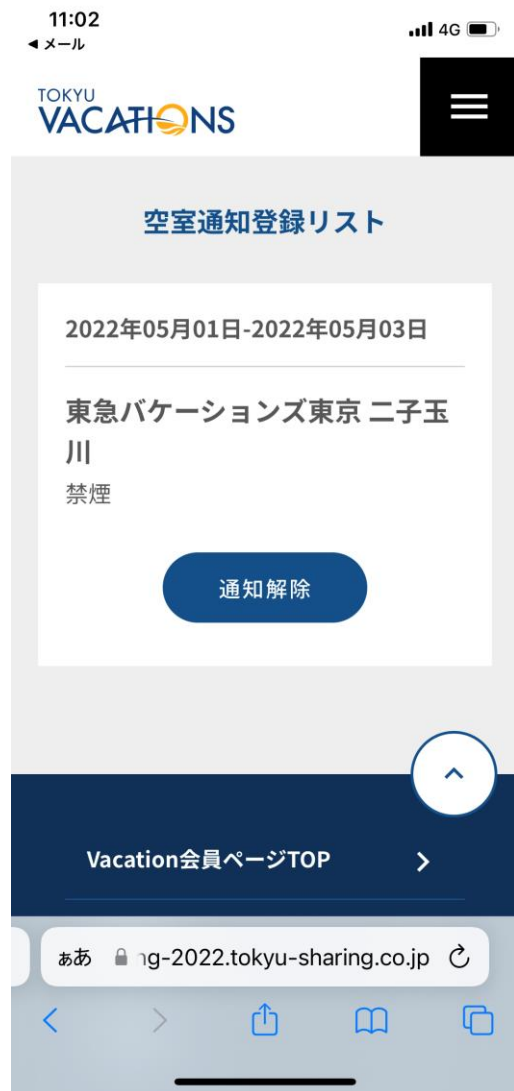 11:02
4G
◀ メール
TOKYU
VACATIONS
空室通知登録リスト
2022年05月01日-2022年05月03日
東急バケーションズ東京 二子玉
川
禁煙
通知解除
Vacation会員ページTOP
ぁあ ng-2022.tokyu-sharing.co.jp